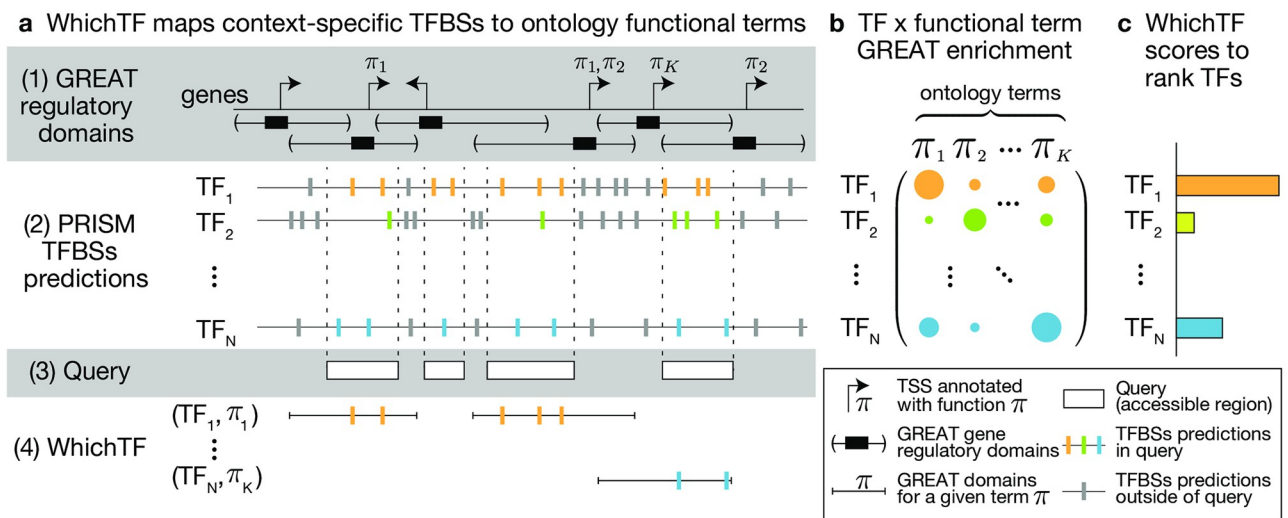 a WhichTF maps context-specific TFBSs to ontology functional terms
(1) GREAT
regulatory
domains
genes
π1
π1,π2
πK
π2
(2) PRISM
TFBSs
predictions
TF1
TF2
⋮
TFN
(3) Query
(4) WhichTF
(TF1, π1)
⋮
(TFN, πK)
b TF x functional term
GREAT enrichment
ontology terms
π1 π2 ... πK
TF1
...
TF2
⋮ ⋮ ⋱
TFN
c WhichTF
scores to
rank TFs
TF1
TF2
⋮
TFN
π
TSS annotated
with function π
GREAT gene
regulatory domains
π
GREAT domains
for a given term π
Query
(accessible region)
TFBSs predictions
in query
TFBSs predictions
outside of query